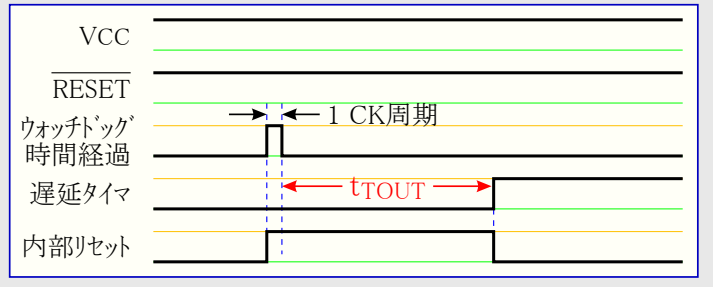 VCC
RESET
1 CK周期
ウォッチドッグ
時間経過
tTOUT
遅延タイマ
内部リセット